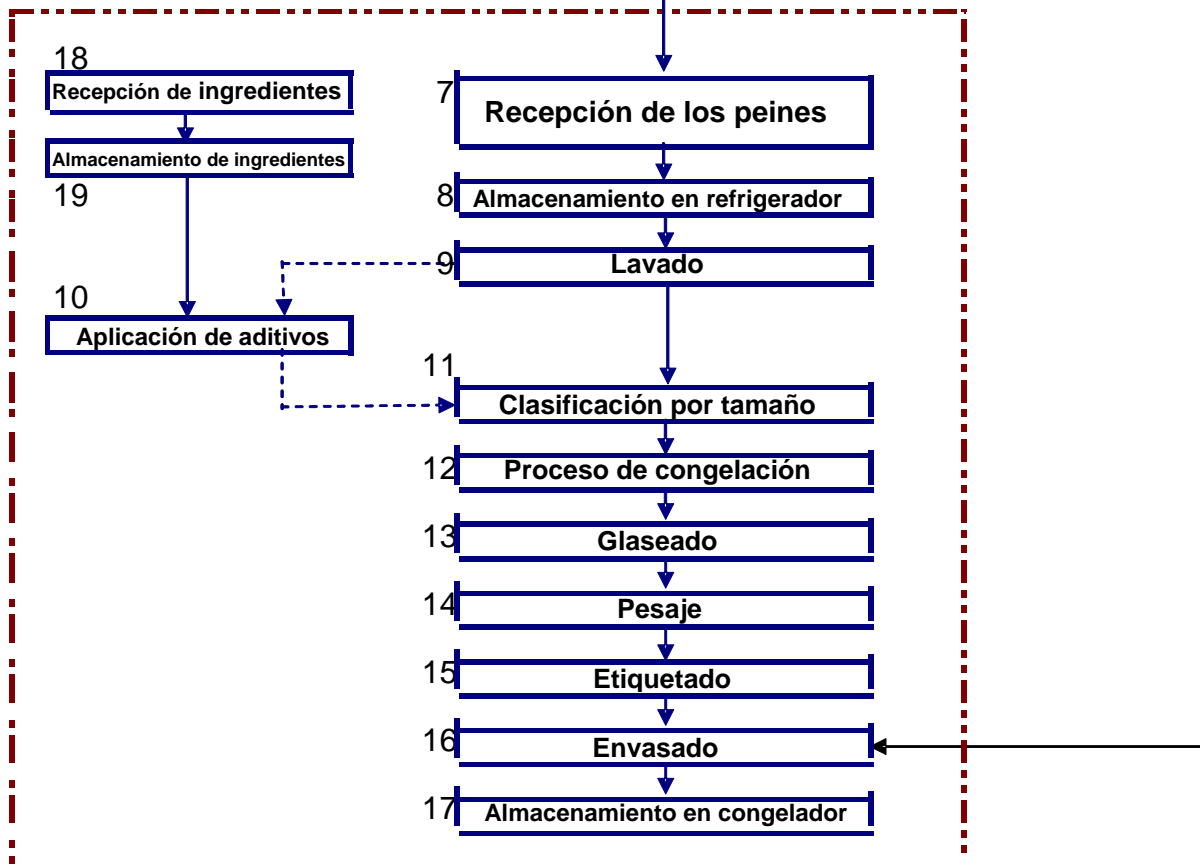 18
Recepción de ingredientes
Almacenamiento de ingredientes
19
10
Aplicación de aditivos
7
Recepción de los peines
8
Almacenamiento en refrigerador
9
Lavado
11
Clasificación por tamaño
12
Proceso de congelación
13
Glaseado
14
Pesaje
15
Etiquetado
16
Envasado
17
Almacenamiento en congelador